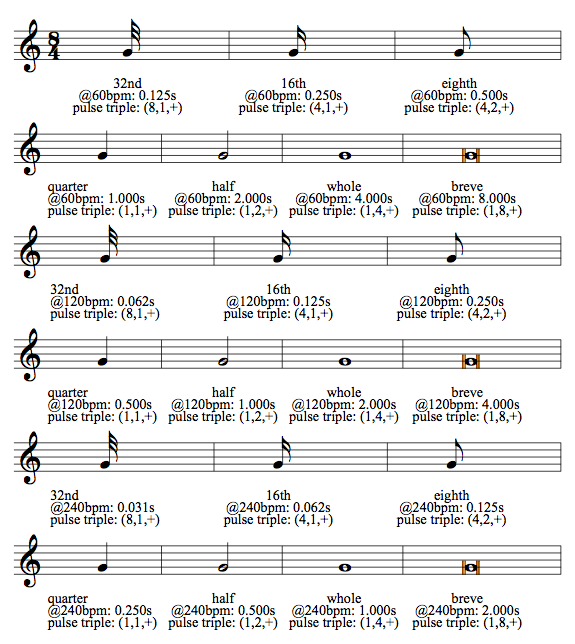 8
4
32nd 16th eighth
@60bpm: 0.125s @60bpm: 0.250s @60bpm: 0.500s
pulse triple: (8,1,+) pulse triple: (4,1,+) pulse triple: (4,2,+)
quarter half whole breve
@60bpm: 1.000s @60bpm: 2.000s @60bpm: 4.000s @60bpm: 8.000s
pulse triple: (1,1,+) pulse triple: (1,2,+) pulse triple: (1,4,+) pulse triple: (1,8,+)
32nd 16th eighth
@120bpm: 0.062s @120bpm: 0.125s @120bpm: 0.250s
pulse triple: (8,1,+) pulse triple: (4,1,+) pulse triple: (4,2,+)
quarter half whole breve
@120bpm: 0.500s @120bpm: 1.000s @120bpm: 2.000s @120bpm: 4.000s
pulse triple: (1,1,+) pulse triple: (1,2,+) pulse triple: (1,4,+) pulse triple: (1,8,+)
32nd 16th eighth
@240bpm: 0.031s @240bpm: 0.062s @240bpm: 0.125s
pulse triple: (8,1,+) pulse triple: (4,1,+) pulse triple: (4,2,+)
quarter half whole breve
@240bpm: 0.250s @240bpm: 0.500s @240bpm: 1.000s @240bpm: 2.000s
pulse triple: (1,1,+) pulse triple: (1,2,+) pulse triple: (1,4,+) pulse triple: (1,8,+)